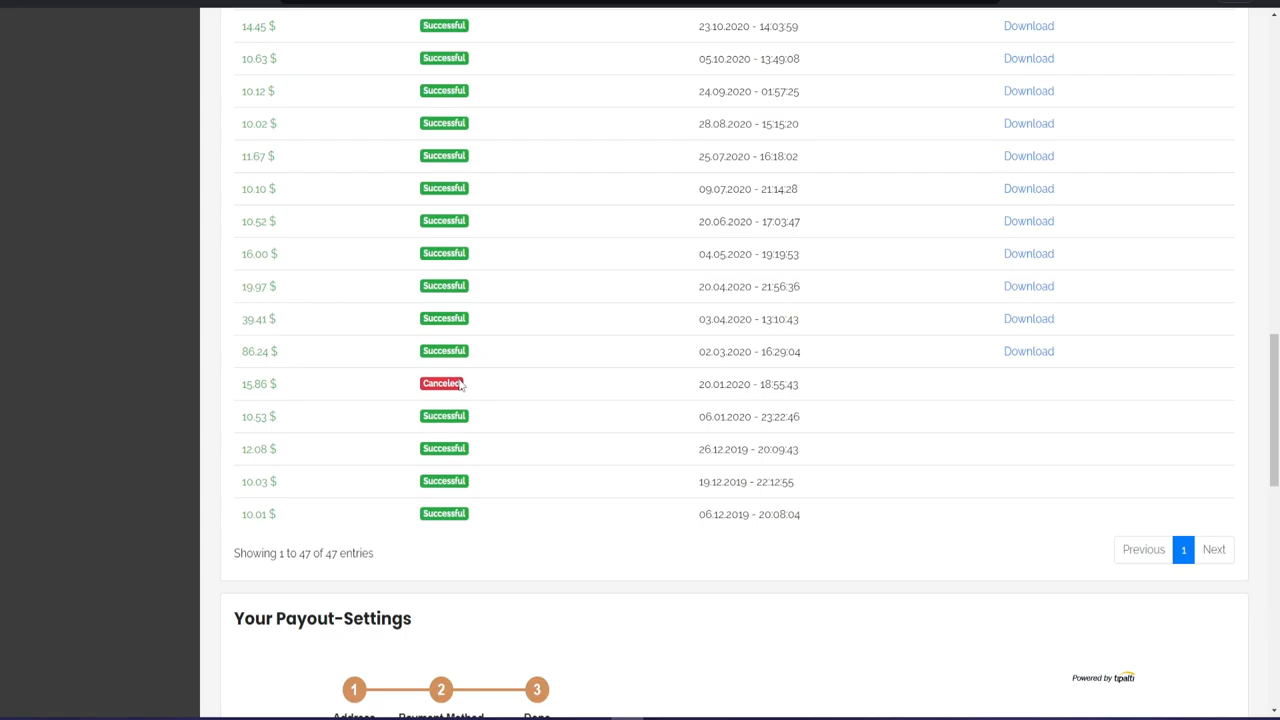 14.45 $ Successful 23.10.2020 - 14:03:59 Download
10.63 $ Successful 05.10.2020 - 13:49:08 Download
10.12 $ Successful 24.09.2020 - 01:57:25 Download
10.02 $ Successful 28.08.2020 - 15:15:20 Download
11.67 $ Successful 25.07.2020 - 16:18:02 Download
10.10 $ Successful 09.07.2020 - 21:14:28 Download
10.52 $ Successful 20.06.2020 - 17:03:47 Download
16.00 $ Successful 04.05.2020 - 19:19:53 Download
19.97 $ Successful 20.04.2020 - 21:56:36 Download
39.41 $ Successful 03.04.2020 - 13:10:43 Download
86.24 $ Successful 02.03.2020 - 16:29:04 Download
15.86 $ Canceled 20.01.2020 - 18:55:43
10.53 $ Successful 06.01.2020 - 23:22:46
12.08 $ Successful 26.12.2019 - 20:09:43
10.03 $ Successful 19.12.2019 - 22:12:55
10.01 $ Successful 06.12.2019 - 20:08:04
Showing 1 to 47 of 47 entries Previous 1 Next
Your Payout-Settings
Powered by tipalti
1 2 3
Address Payment Method Done